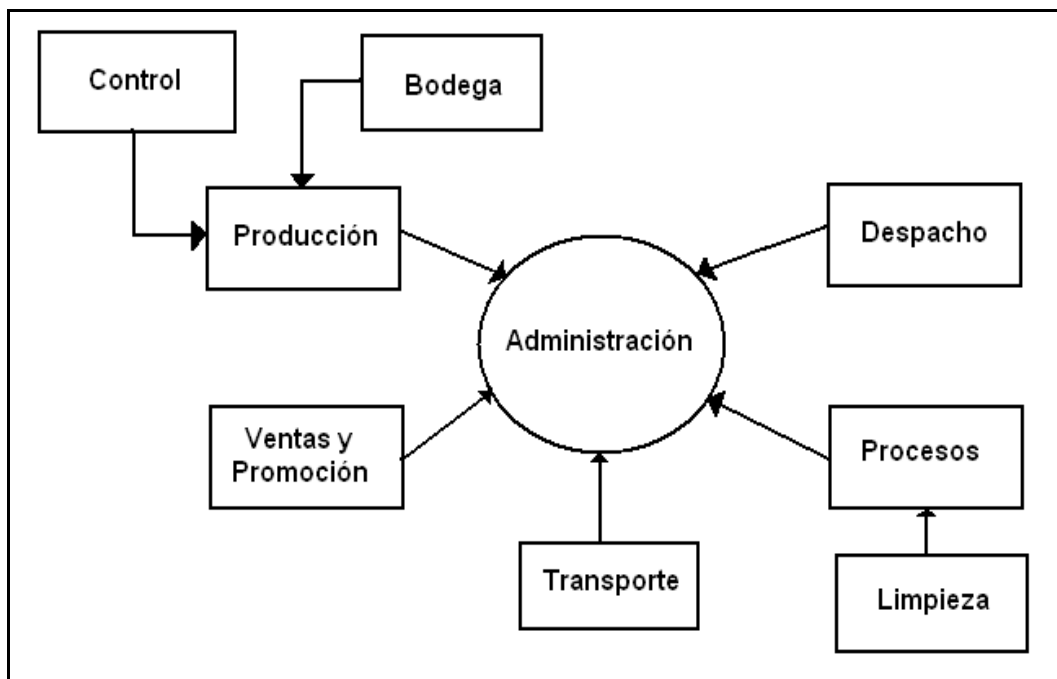 Control
Bodega
Producción
Despacho
Administración
Ventas y
Promoción
Procesos
Transporte
Limpieza